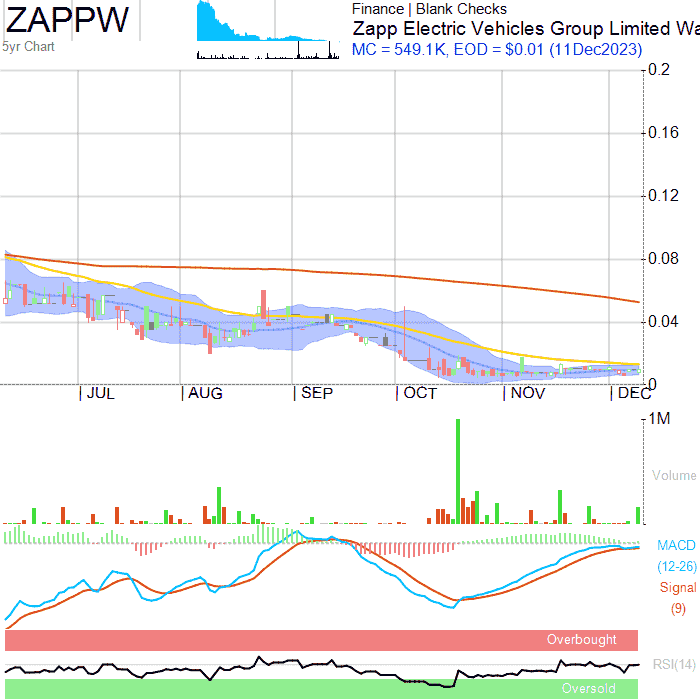 ZAPPW
5yr Chart
Finance | Blank Checks
Zapp Electric Vehicles Group Limited Wa
MC = 549.1K, EOD = $0.01 (11Dec2023)
0.2
0.16
0.12
0.08
0.04
0
JUL AUG SEP OCT NOV DEC
1M
Volume
MACD
(12-26)
Signal
(9)
Overbought
RSI(14)
Oversold